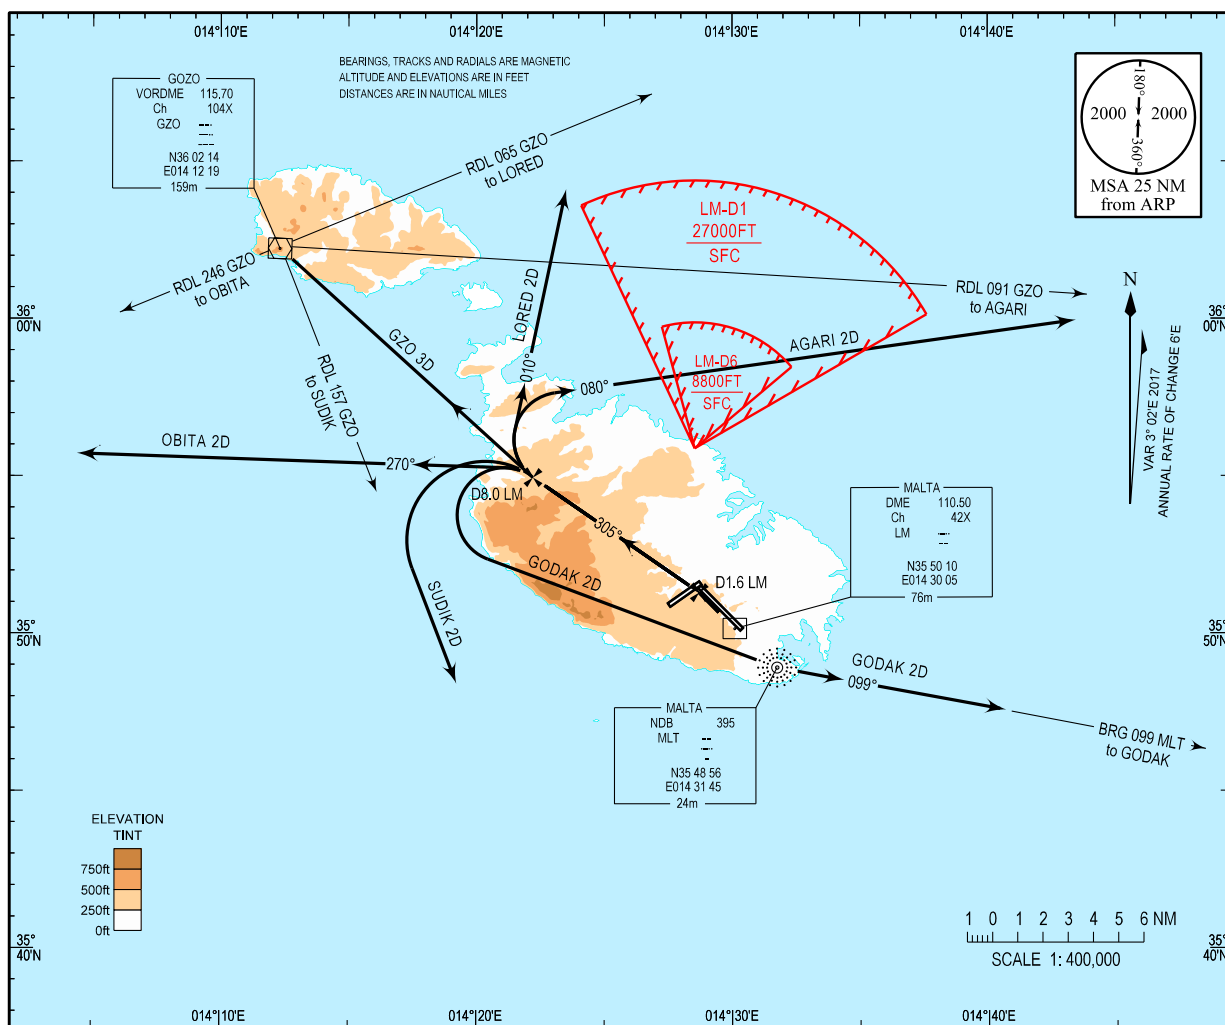 014°10'E
014°20'E
014°30'E
014°40'E
BEARINGS, TRACKS AND RADIALS ARE MAGNETIC
ALTITUDE AND ELEVATIONS ARE IN FEET
DISTANCES ARE IN NAUTICAL MILES
GOZO
VORDME 115,70
Ch 104X
GZO
N36 02 14
E014 12 19
159m
180°
2000 2000
360°
MSA 25 NM
from ARP
RDL 065 GZO
to LORED
LM-D1
27000FT
SFC
RDL 246 GZO
to OBITA
RDL 091 GZO
to AGARI
N
36°
00'N
36°
00'N
LORED 2D
010°
GZO 3D
AGARI 2D
080°
LM-D6
8800FT
SFC
RDL 157 GZO
to SUDIK
VAR 3° 02'E 2017
ANNUAL RATE OF CHANGE 6'E
OBITA 2D
270°
D8.0 LM
305°
MALTA
DME 110.50
Ch 42X
LM
N35 50 10
E014 30 05
76m
GODAK 2D
SUDIK 2D
D1.6 LM
35°
50'N
35°
50'N
GODAK 2D
099°
MALTA
NDB 395
MLT
N35 48 56
E014 31 45
24m
BRG 099 MLT
to GODAK
ELEVATION
TINT
750ft
500ft
250ft
0ft
1 0 1 2 3 4 5 6 NM
SCALE 1: 400,000
35°
40'N
35°
40'N
014°10'E
014°20'E
014°30'E
014°40'E